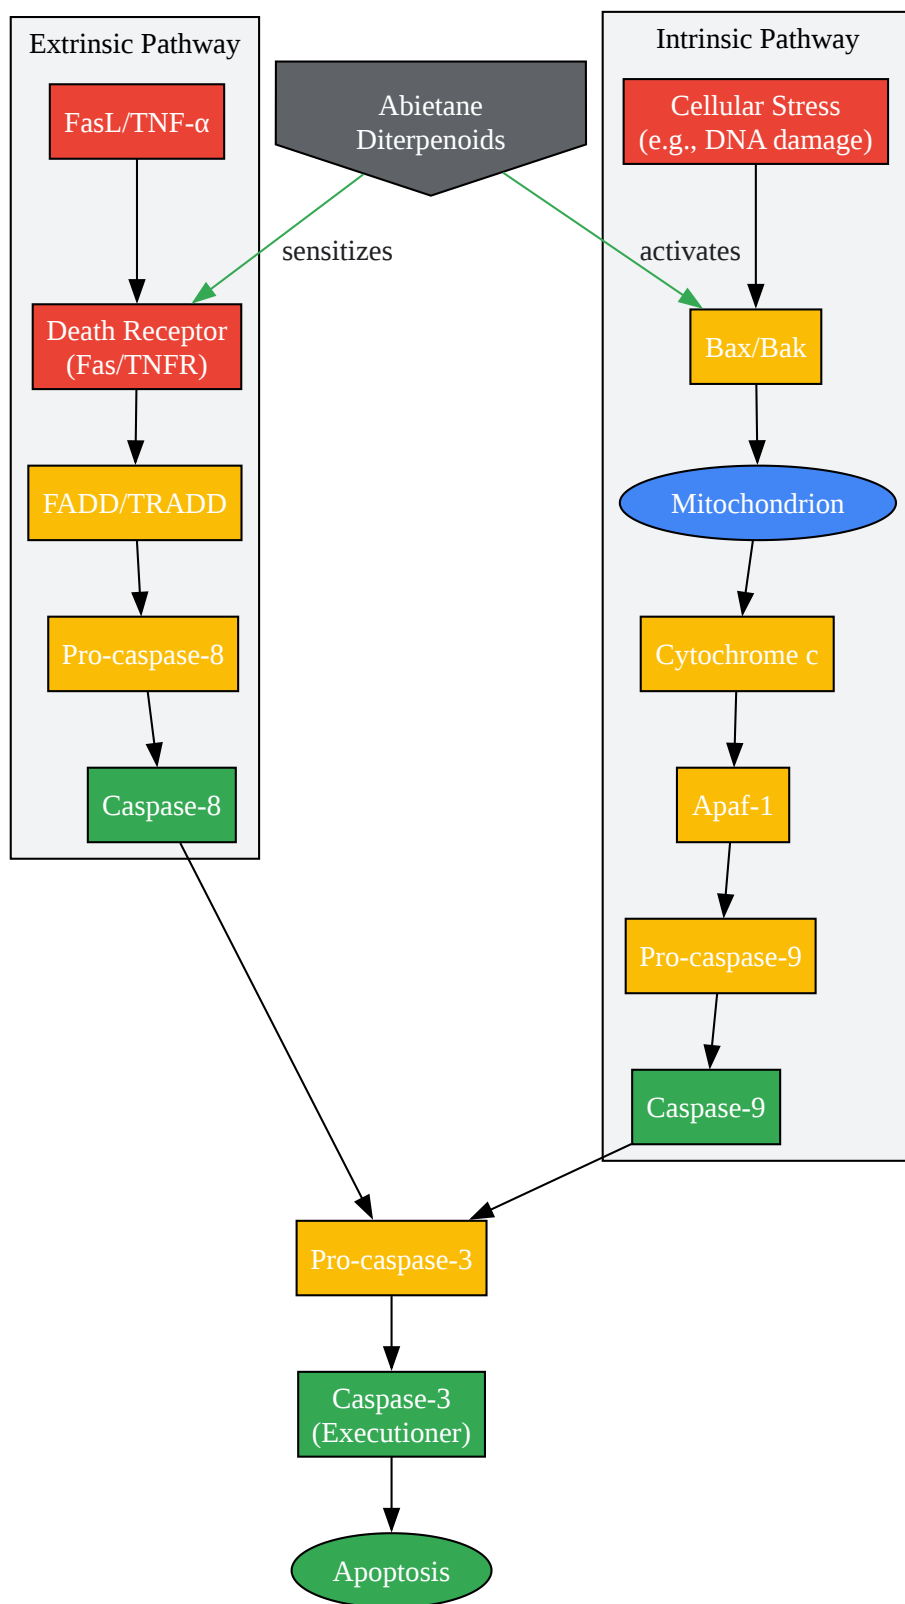 Extrinsic Pathway
FasL/TNF-α
Death Receptor
(Fas/TNFR)
FADD/TRADD
Pro-caspase-8
Caspase-8
Abietane
Diterpenoids
sensitizes
activates
Intrinsic Pathway
Cellular Stress
(e.g., DNA damage)
Bax/Bak
Mitochondrion
Cytochrome c
Apaf-1
Pro-caspase-9
Caspase-9
Pro-caspase-3
Caspase-3
(Executioner)
Apoptosis